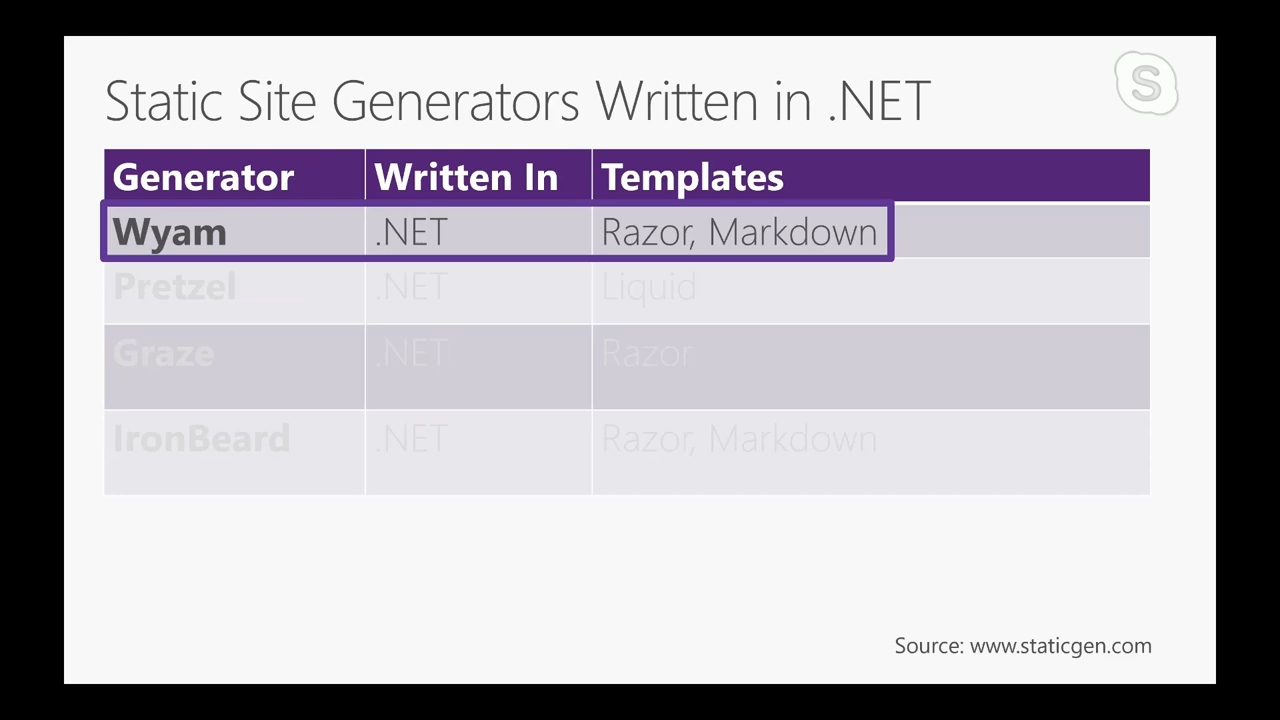 Static Site Generators Written in .NET
S
Generator Written In Templates
Wyam .NET Razor, Markdown
Pretzel .NET Liquid
Graze .NET Razor
IronBeard .NET Razor, Markdown
Source: www.staticgen.com